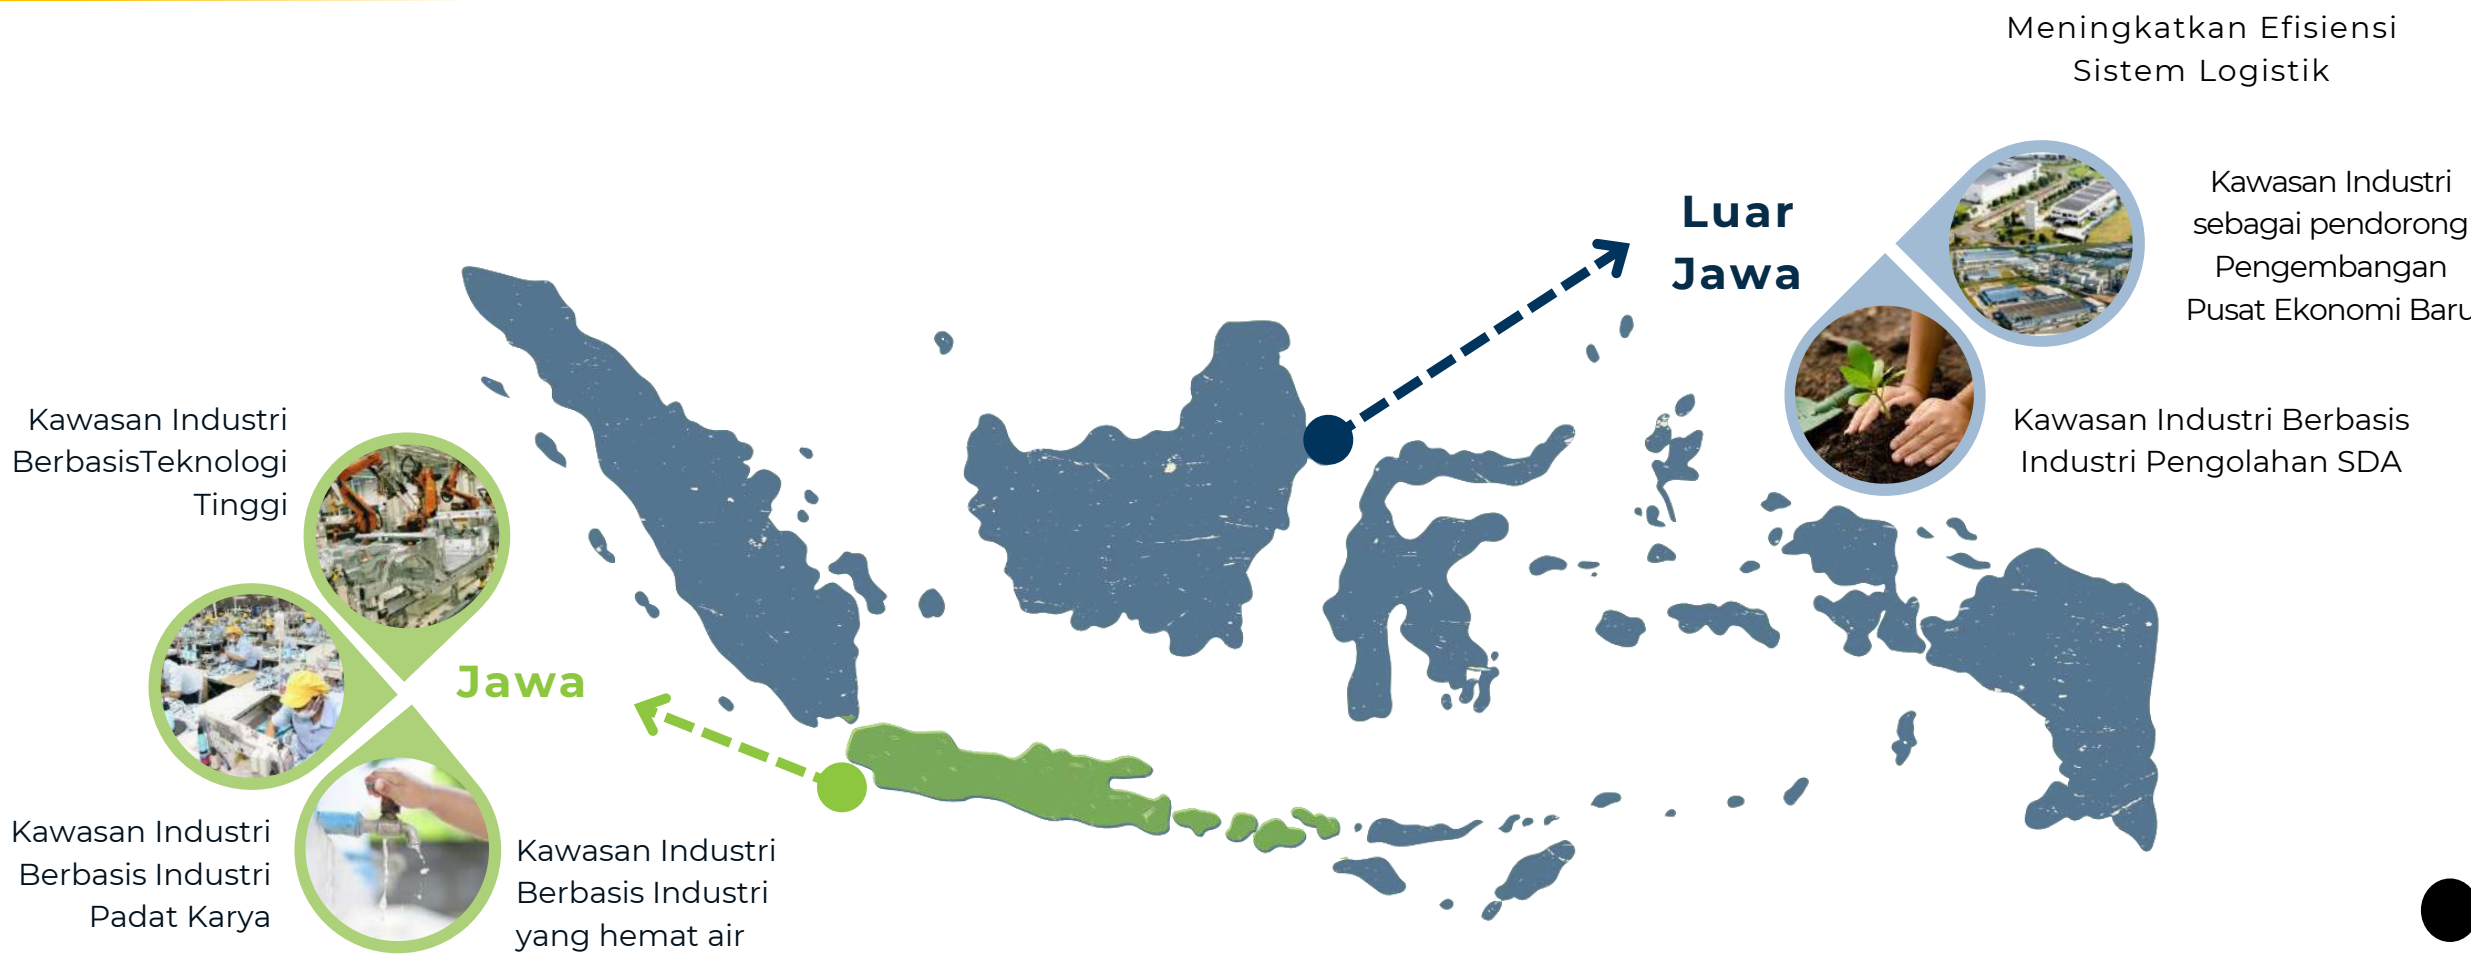 Meningkatkan Efisiensi
Sistem Logistik
Luar
Jawa
Kawasan Industri
sebagai pendorong
Pengembangan
Pusat Ekonomi Baru
Kawasan Industri Berbasis
Industri Pengolahan SDA
Kawasan Industri
BerbasisTeknologi
Tinggi
Jawa
Kawasan Industri
Berbasis Industri
Padat Karya
Kawasan Industri
Berbasis Industri
yang hemat air